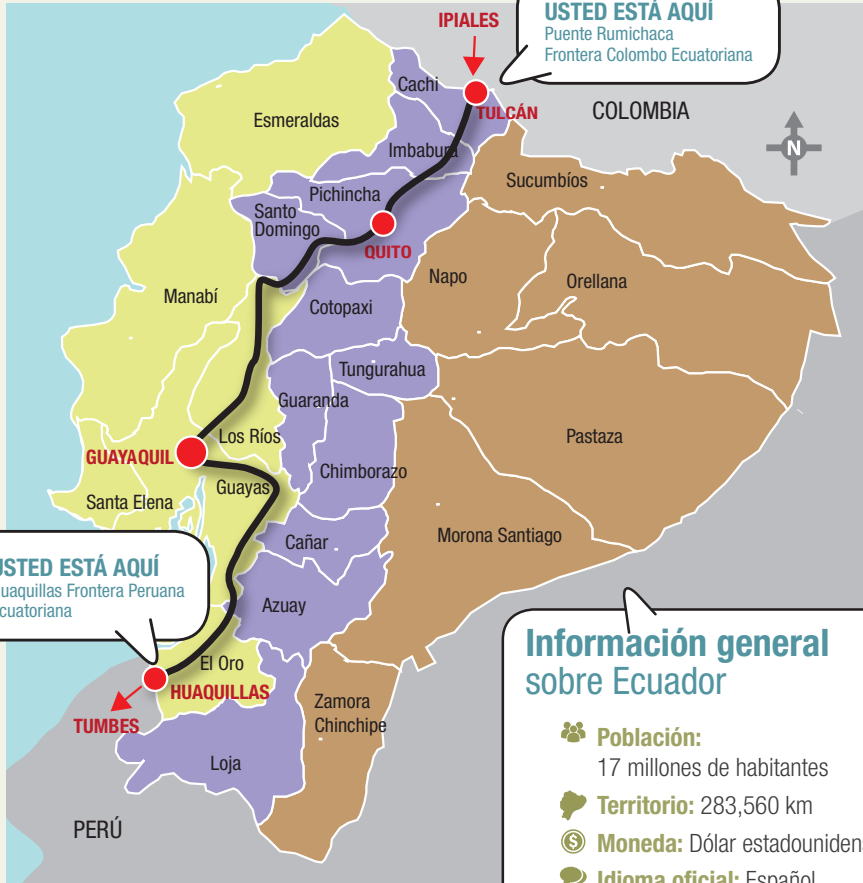 IPIALES
USTED ESTÁ AQUÍ
Puente Rumichaca
Frontera Colombo Ecuatoriana
Cachi
TULCÁN
COLOMBIA
Esmeraldas
Imbabura
N
Sucumbíos
Pichincha
Santo
Domingo
QUITO
Napo
Orellana
Manabí
Cotopaxi
Tungurahua
Guaranda
Los Ríos
Pastaza
GUAYAQUIL
Chimborazo
Guayas
Santa Elena
Cañar
Morona Santiago
USTED ESTÁ AQUÍ
uaquillas Frontera Peruana
cuatoriana
Azuay
El Oro
HUAQUILLAS
TUMBES
Zamora
Chinchipe
Loja
PERÚ
Información general
sobre Ecuador
Población:
17 millones de habitantes
Territorio: 283,560 km
Moneda: Dólar estadouniden
Idioma oficial: Español